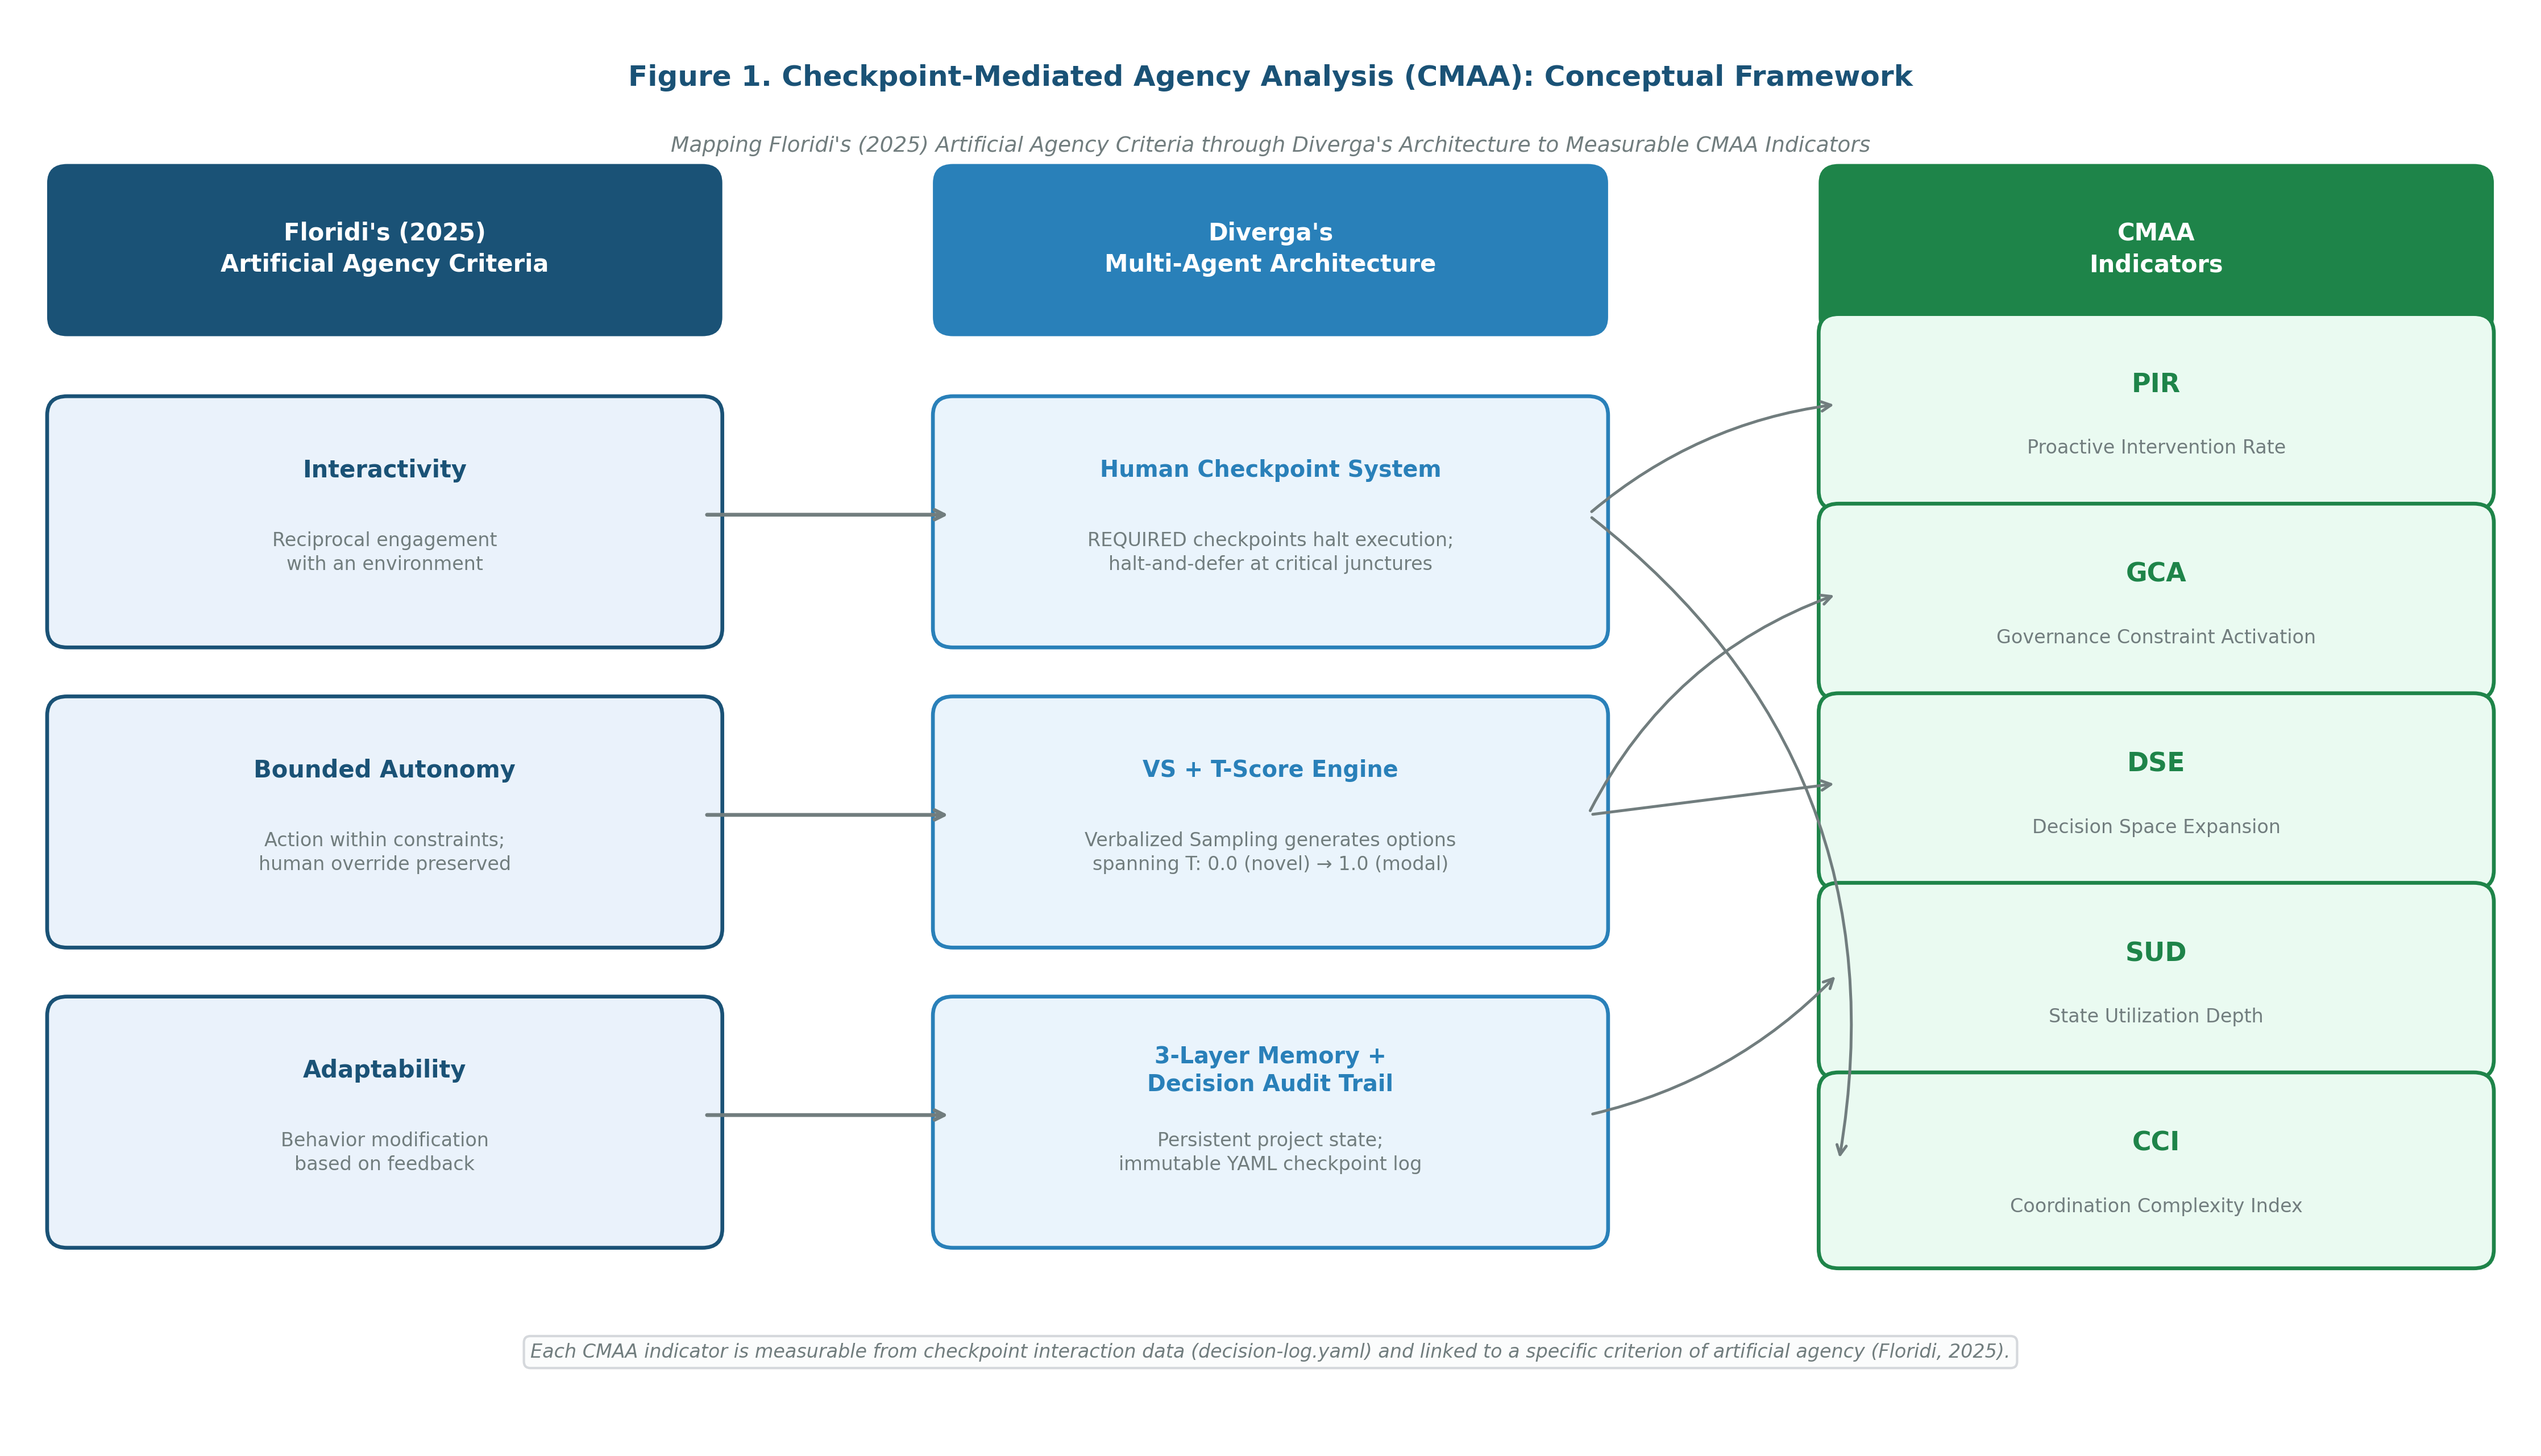 Figure 1. Checkpoint-Mediated Agency Analysis (CMAA): Conceptual Framework
Mapping Floridi's (2025) Artificial Agency Criteria through Diverga's Architecture to Measurable CMAA Indicators
Floridi's (2025)
Artificial Agency Criteria
Interactivity
Reciprocal engagement
with an environment
Bounded Autonomy
Action within constraints;
human override preserved
Adaptability
Behavior modification
based on feedback
Diverga's
Multi-Agent Architecture
Human Checkpoint System
REQUIRED checkpoints halt execution;
halt-and-defer at critical junctures
VS + T-Score Engine
Verbalized Sampling generates options
spanning T: 0.0 (novel) → 1.0 (modal)
3-Layer Memory +
Decision Audit Trail
Persistent project state;
immutable YAML checkpoint log
CMAA
Indicators
PIR
Proactive Intervention Rate
GCA
Governance Constraint Activation
DSE
Decision Space Expansion
SUD
State Utilization Depth
CCI
Coordination Complexity Index
Each CMAA indicator is measurable from checkpoint interaction data (decision-log.yaml) and linked to a specific criterion of artificial agency (Floridi, 2025).